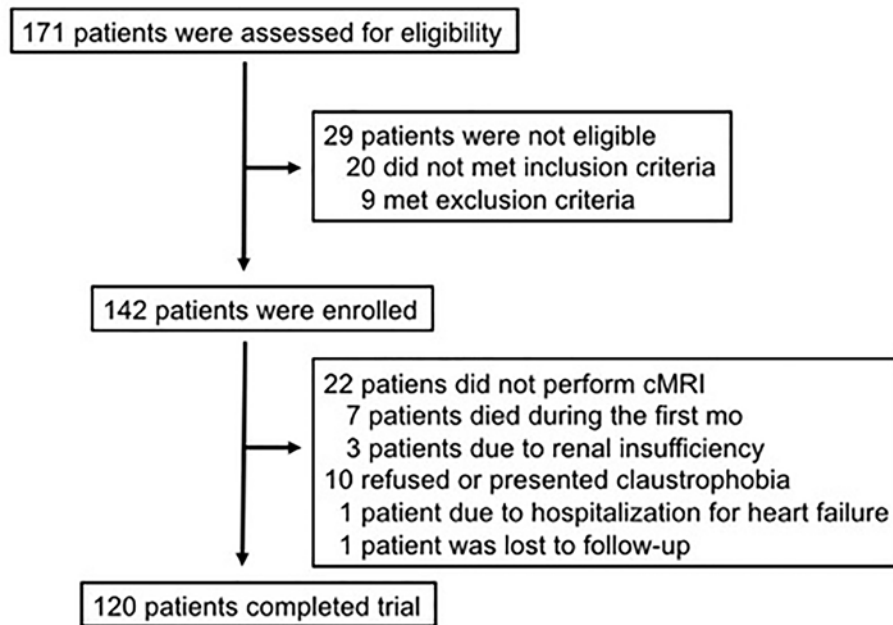 171 patients were assessed for eligibility
29 patients were not eligible
20 did not met inclusion criteria
9 met exclusion criteria
142 patients were enrolled
22 patiens did not perform cMRI
7 patients died during the first mo
3 patients due to renal insufficiency
10 refused or presented claustrophobia
1 patient due to hospitalization for heart failure
1 patient was lost to follow-up
120 patients completed trial